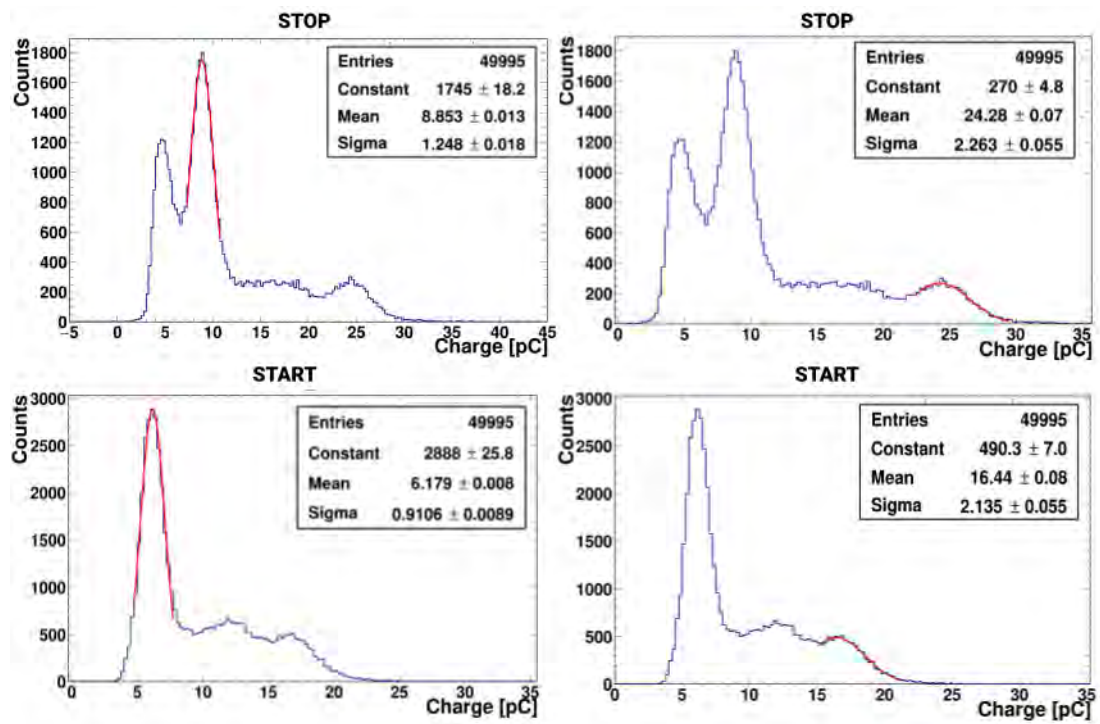 STOP
Counts
1800
1600
1400
1200
1000
800
600
400
200
0
−5 0 5 10 15 20 25 30 35 40 45
Charge [pC]
Entries 49995
Constant 1745 ± 18.2
Mean 8.853 ± 0.013
Sigma 1.248 ± 0.018
STOP
Counts
1800
1600
1400
1200
1000
800
600
400
200
0
0 5 10 15 20 25 30 35
Charge [pC]
Entries 49995
Constant 270 ± 4.8
Mean 24.28 ± 0.07
Sigma 2.263 ± 0.055
START
Counts
3000
2500
2000
1500
1000
500
0
0 5 10 15 20 25 30 35
Charge [pC]
Entries 49995
Constant 2888 ± 25.8
Mean 6.179 ± 0.008
Sigma 0.9106 ± 0.0089
START
Counts
3000
2500
2000
1500
1000
500
0
0 5 10 15 20 25 30 35
Charge [pC]
Entries 49995
Constant 490.3 ± 7.0
Mean 16.44 ± 0.08
Sigma 2.135 ± 0.055